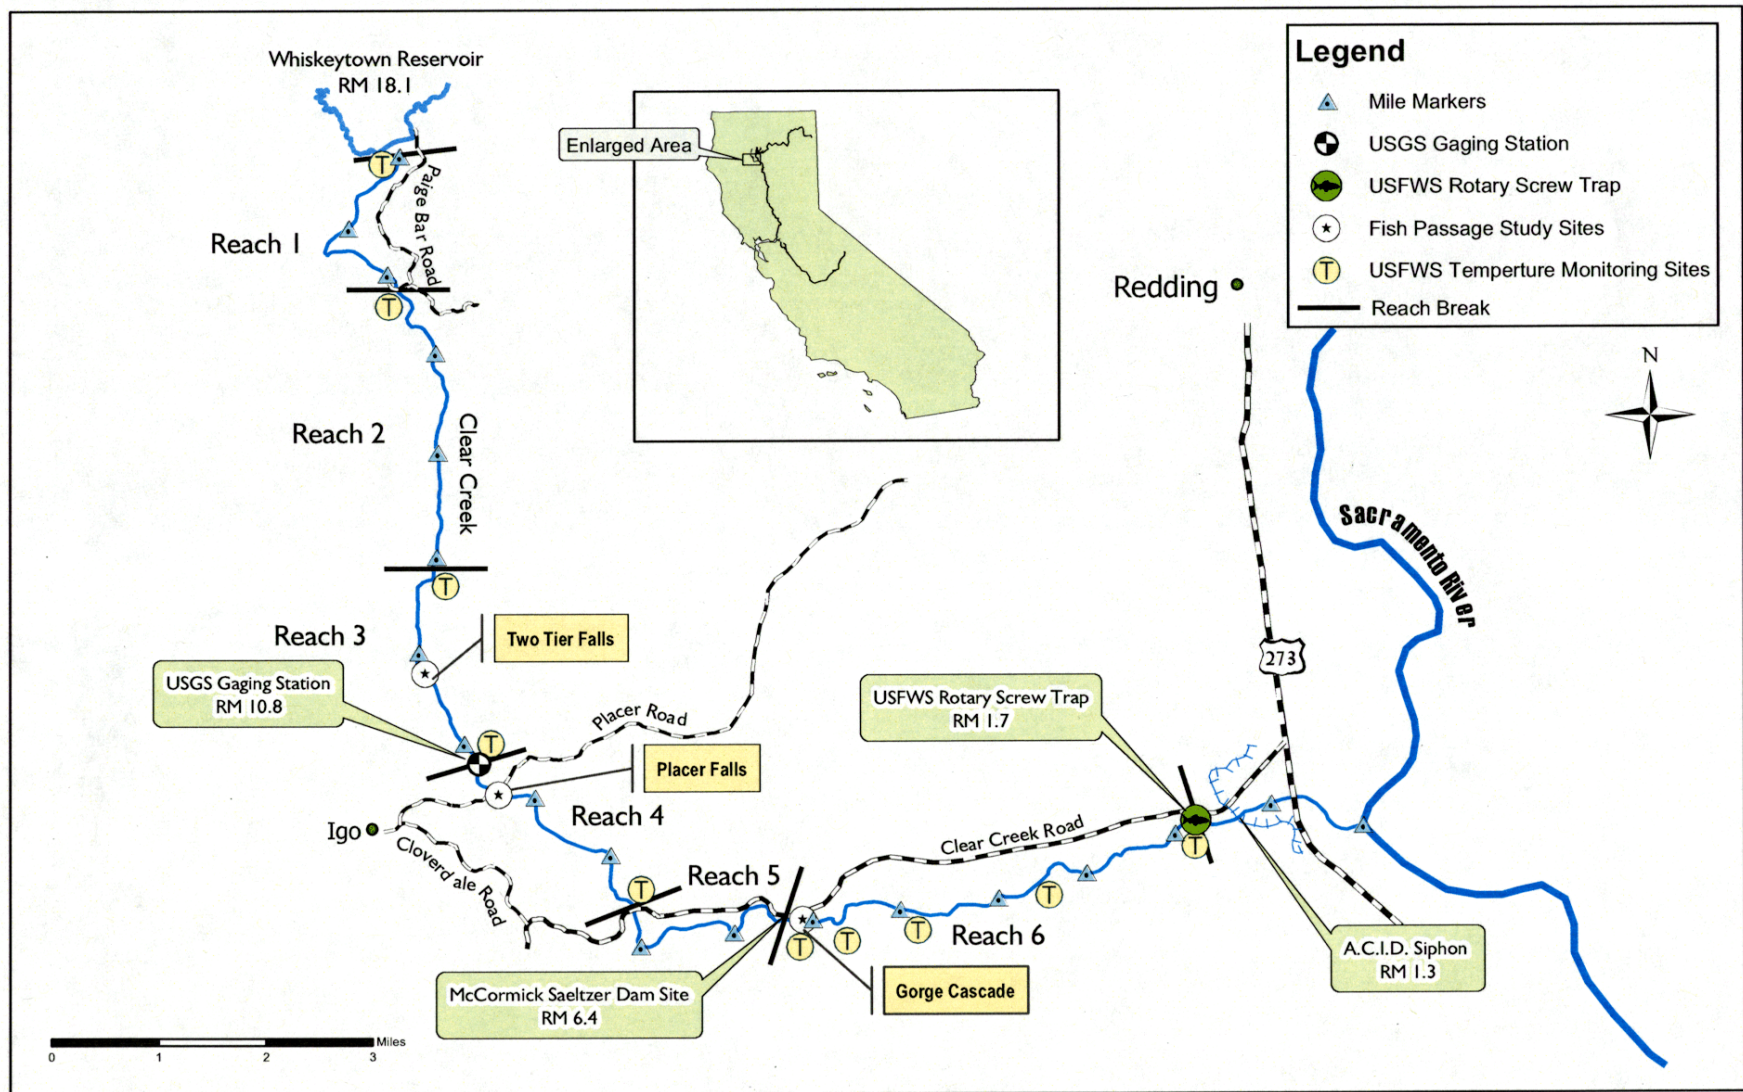 Whiskeytown Reservoir
RM 18.1
Legend
Mile Markers
USGS Gaging Station
USFWS Rotary Screw Trap
Fish Passage Study Sites
T
USFWS Temperture Monitoring Sites
Reach Break
Enlarged Area
T
Paige Bar Road
Reach 1
T
Redding
N
Reach 2
Clear Creek
Sacramento River
T
Reach 3
Two Tier Falls
273
USGS Gaging Station
RM 10.8
USFWS Rotary Screw Trap
RM 1.7
Placer Road
T
Placer Falls
Reach 4
Igo
Cloverdale Road
Clear Creek Road
T
Reach 5
T
T
T
T
T
Reach 6
A.C.I.D. Siphon
RM 1.3
McCormick Saeltzer Dam Site
RM 6.4
Gorge Cascade
Miles
0 1 2 3